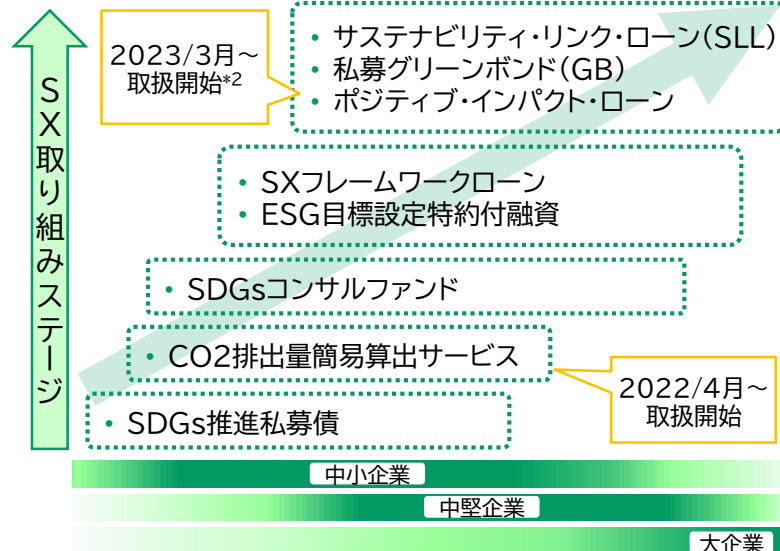 SX取り組みステージ
2023/3月～
取扱開始*2
• サステナビリティ・リンク・ローン(SLL)
• 私募グリーンボンド(GB)
• ポジティブ・インパクト・ローン
• SXフレームワークローン
• ESG目標設定特約付融資
• SDGsコンサルファンド
• CO2排出量簡易算出サービス
2022/4月～
取扱開始
• SDGs推進私募債
中小企業
中堅企業
大企業